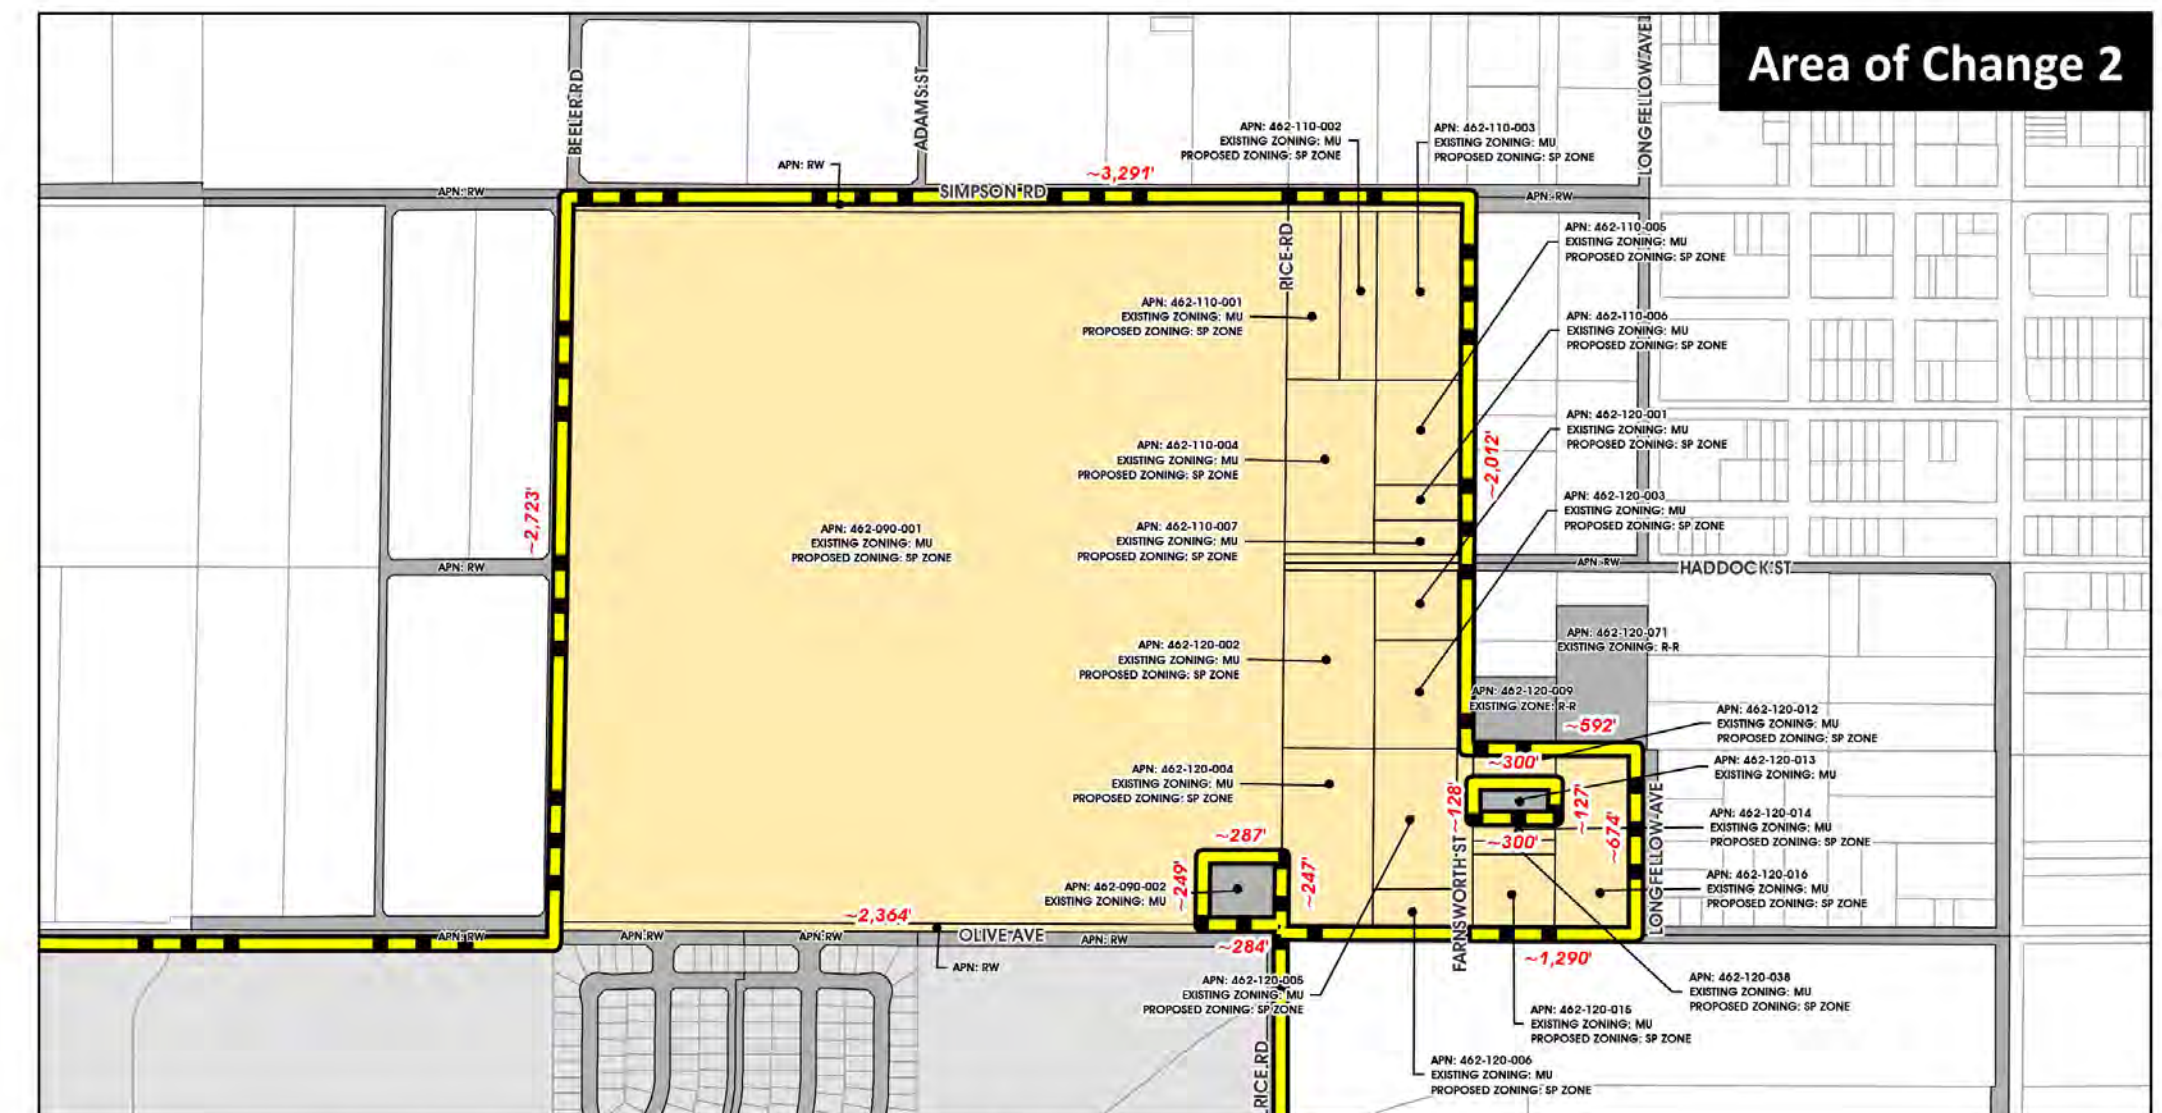 Area of Change 2
BEELER RD
ADAMS ST
LONGFELLOW AVE
APN: 462-110-002
EXISTING ZONING: MU
PROPOSED ZONING: SP ZONE
APN: 462-110-003
EXISTING ZONING: MU
PROPOSED ZONING: SP ZONE
APN: RW
~3,291'
APN: RW
SIMPSON RD
APN: RW
RICE RD
APN: 462-110-005
EXISTING ZONING: MU
PROPOSED ZONING: SP ZONE
APN: 462-110-001
EXISTING ZONING: MU
PROPOSED ZONING: SP ZONE
APN: 462-110-006
EXISTING ZONING: MU
PROPOSED ZONING: SP ZONE
APN: 462-120-001
EXISTING ZONING: MU
PROPOSED ZONING: SP ZONE
APN: 462-110-004
EXISTING ZONING: MU
PROPOSED ZONING: SP ZONE
~2,012'
~2,723'
APN: 462-120-003
EXISTING ZONING: MU
PROPOSED ZONING: SP ZONE
APN: 462-090-001
EXISTING ZONING: MU
PROPOSED ZONING: SP ZONE
APN: 462-110-007
EXISTING ZONING: MU
PROPOSED ZONING: SP ZONE
APN: RW
APN: RW
HADDOCK ST
APN: 462-120-071
EXISTING ZONING: R-R
APN: 462-120-002
EXISTING ZONING: MU
PROPOSED ZONING: SP ZONE
APN: 462-120-009
EXISTING ZONE: R-R
~592'
APN: 462-120-012
EXISTING ZONING: MU
PROPOSED ZONING: SP ZONE
~300'
APN: 462-120-013
EXISTING ZONING: MU
APN: 462-120-004
EXISTING ZONING: MU
PROPOSED ZONING: SP ZONE
~128'
~127'
~674'
LONGFELLOW AVE
APN: 462-120-014
EXISTING ZONING: MU
PROPOSED ZONING: SP ZONE
~287'
~300'
FARNSWORTH ST
~249'
~247'
APN: 462-090-002
EXISTING ZONING: MU
APN: 462-120-016
EXISTING ZONING: MU
PROPOSED ZONING: SP ZONE
~2,364'
APN: RW
APN: RW
APN: RW
OLIVE AVE
APN: RW
~284'
~1,290'
APN: RW
APN: 462-120-005
EXISTING ZONING: MU
PROPOSED ZONING: SP ZONE
APN: 462-120-038
EXISTING ZONING: MU
PROPOSED ZONING: SP ZONE
APN: 462-120-015
EXISTING ZONING: MU
PROPOSED ZONING: SP ZONE
RICE RD
APN: 462-120-006
EXISTING ZONING: MU
PROPOSED ZONING: SP ZONE